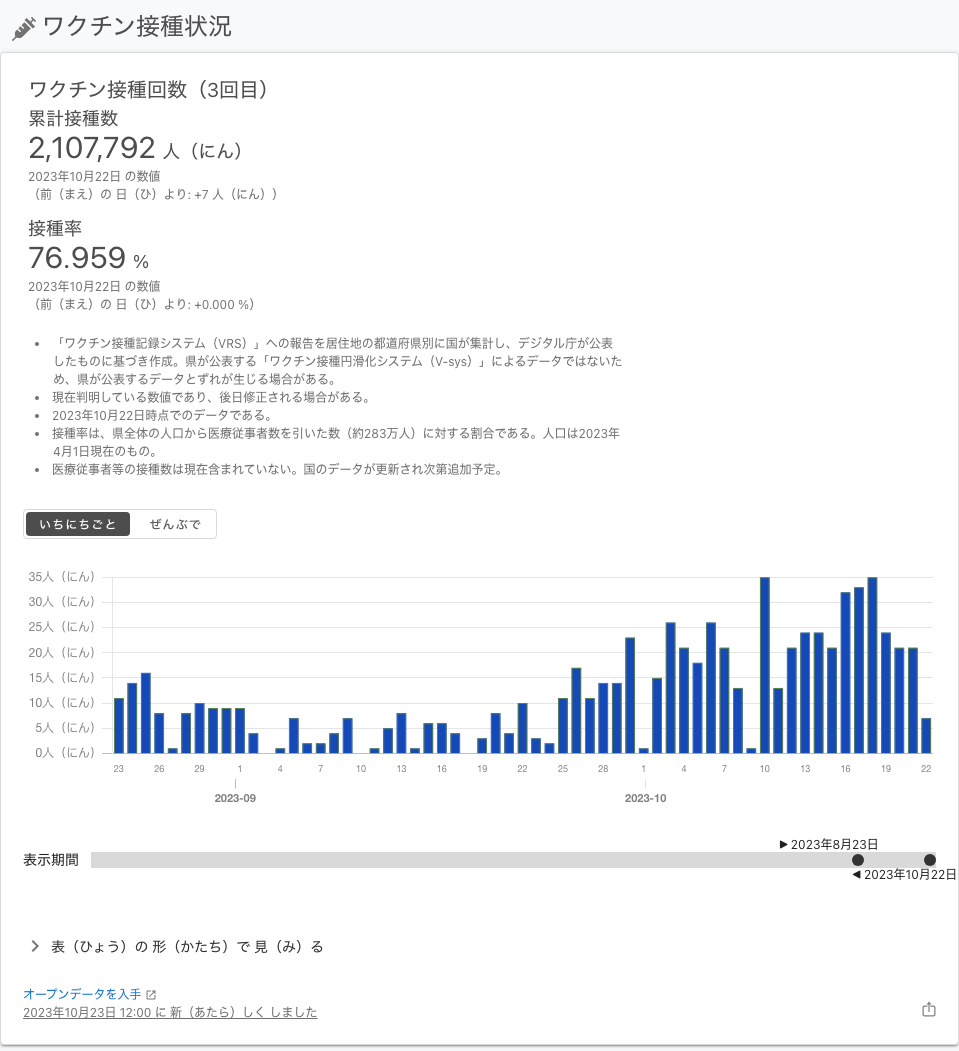 ワクチン接種状況
ワクチン接種回数（3回目）
累計接種数
2,107,792 人（にん）
2023年10月22日 の数値
（前（まえ）の 日（ひ）より: +7 人（にん））
接種率
76.959 %
2023年10月22日 の数値
（前（まえ）の 日（ひ）より: +0.000 %）
• 「ワクチン接種記録システム（VRS）」への報告を居住地の都道府県別に国が集計し、デジタル庁が公表
したものに基づき作成。県が公表する「ワクチン接種円滑化システム（V-sys）」によるデータではないた
め、県が公表するデータとずれが生じる場合がある。
• 現在判明している数値であり、後日修正される場合がある。
• 2023年10月22日時点でのデータである。
• 接種率は、県全体の人口から医療従事者数を引いた数（約283万人）に対する割合である。人口は2023年
4月1日現在のもの。
• 医療従事者等の接種数は現在含まれていない。国のデータが更新され次第追加予定。
いちにちごと ぜんぶで
35人（にん）
30人（にん）
25人（にん）
20人（にん）
15人（にん）
10人（にん）
5人（にん）
0人（にん）
23 26 29 1 4 7 10 13 16 19 22 25 28 1 4 7 10 13 16 19 22
2023-09 2023-10
2023年8月23日
表示期間
2023年10月22日
表（ひょう）の 形（かたち）で 見（み）る
オープンデータを入手
2023年10月23日 12:00 に 新（あたら）しく しました